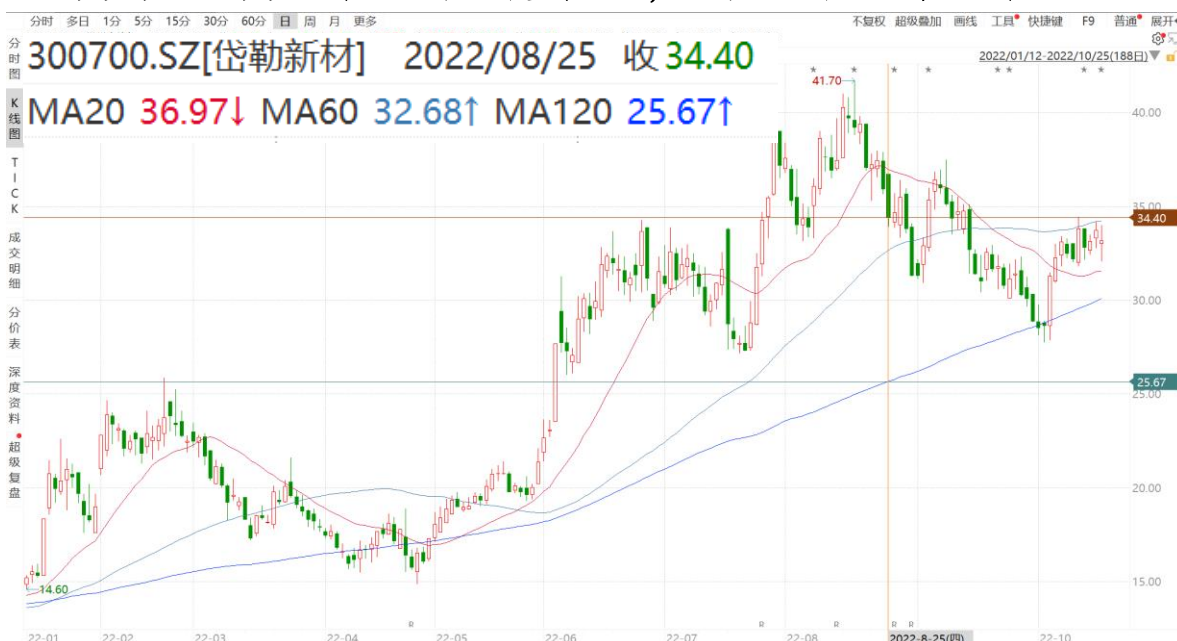 分时 多日 1分 5分 15分 30分 60分 日 周 月 更多 不复权 超级叠加 画线 工具 快捷键 F9 普通 展开
2022/01/12-2022/10/25(188日)
300700.SZ[岱勒新材] 2022/08/25 收34.40
MA20 36.97↓ MA60 32.68↑ MA120 25.67↑
分时图
K线图
TICK
成交明细
分价表
深度资料
超级复盘
41.70
40.00
35.00
34.40
30.00
25.67
25.00
20.00
15.00
14.60
R R R R R
22-01 22-02 22-03 22-04 22-05 22-06 22-07 22-08 2022-8-25(四) 22-10